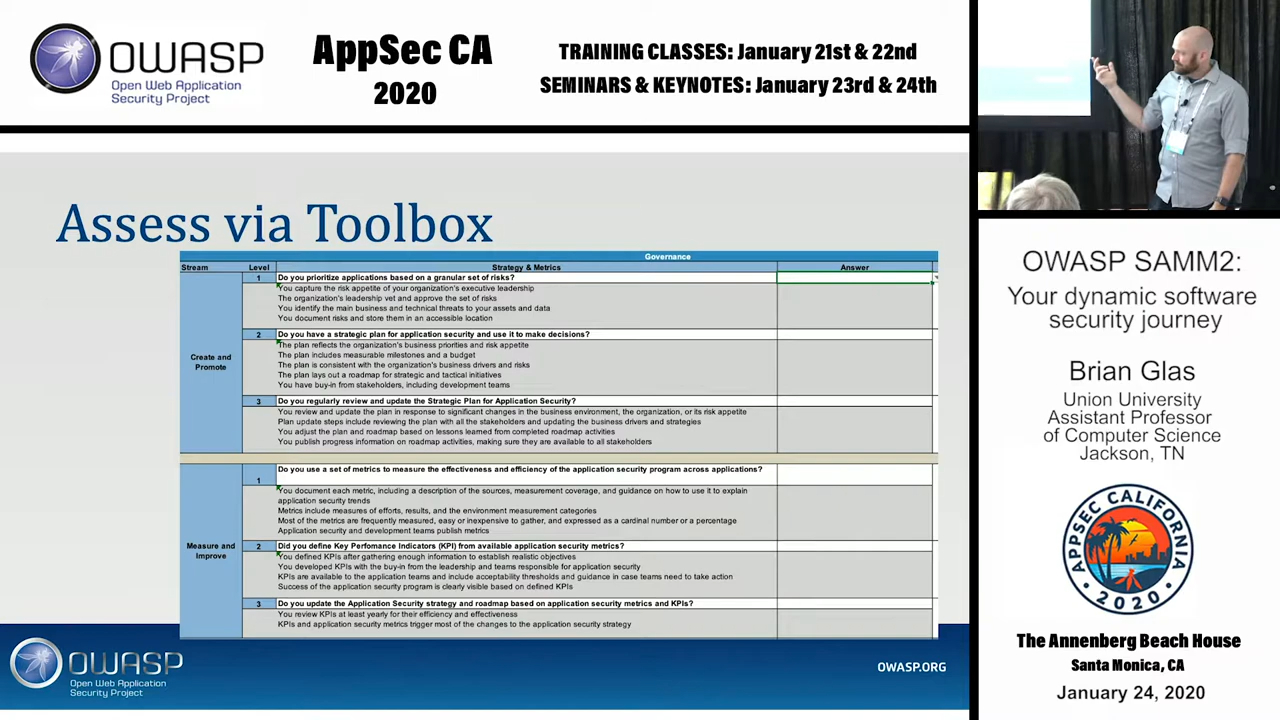 OWASP
Open Web Application
Security Project
AppSec CA
2020
TRAINING CLASSES: January 21st & 22nd
SEMINARS & KEYNOTES: January 23rd & 24th
Assess via Toolbox
Governance
Stream Level Strategy & Metrics Answer
Create and
Promote
1 Do you prioritize applications based on a granular set of risks?
You capture the risk appetite of your organization's executive leadership
The organization's leadership vet and approve the set of risks
You identify the main business and technical threats to your assets and data
You document risks and store them in an accessible location
2 Do you have a strategic plan for application security and use it to make decisions?
The plan reflects the organization's business priorities and risk appetite
The plan includes measurable milestones and a budget
The plan is consistent with the organization's business drivers and risks
The plan lays out a roadmap for strategic and tactical initiatives
You have buy-in from stakeholders, including development teams
3 Do you regularly review and update the Strategic Plan for Application Security?
You review and update the plan in response to significant changes in the business environment, the organization, or its risk appetite
Plan update steps include reviewing the plan with all the stakeholders and updating the business drivers and strategies
You adjust the plan and roadmap based on lessons learned from completed roadmap activities
You publish progress information on roadmap activities, making sure they are available to all stakeholders
Measure and
Improve
1 Do you use a set of metrics to measure the effectiveness and efficiency of the application security program across applications?
You document each metric, including a description of the sources, measurement coverage, and guidance on how to use it to explain
application security trends
Metrics include measures of efforts, results, and the environment measurement categories
Most of the metrics are frequently measured, easy or inexpensive to gather, and expressed as a cardinal number or a percentage
Application security and development teams publish metrics
2 Did you define Key Perfomance Indicators (KPI) from available application security metrics?
You defined KPIs after gathering enough information to establish realistic objectives
You developed KPIs with the buy-in from the leadership and teams responsible for application security
KPIs are available to the application teams and include acceptability thresholds and guidance in case teams need to take action
Success of the application security program is clearly visible based on defined KPIs
3 Do you update the Application Security strategy and roadmap based on application security metrics and KPIs?
You review KPIs at least yearly for their efficiency and effectiveness
KPIs and application security metrics trigger most of the changes to the application security strategy
OWASP
Open Web Application
Security Project
OWASP.ORG
OWASP SAMM2:
Your dynamic software
security journey
Brian Glas
Union University
Assistant Professor
of Computer Science
Jackson, TN
APPSEC CALIFORNIA
2020
The Annenberg Beach House
Santa Monica, CA
January 24, 2020